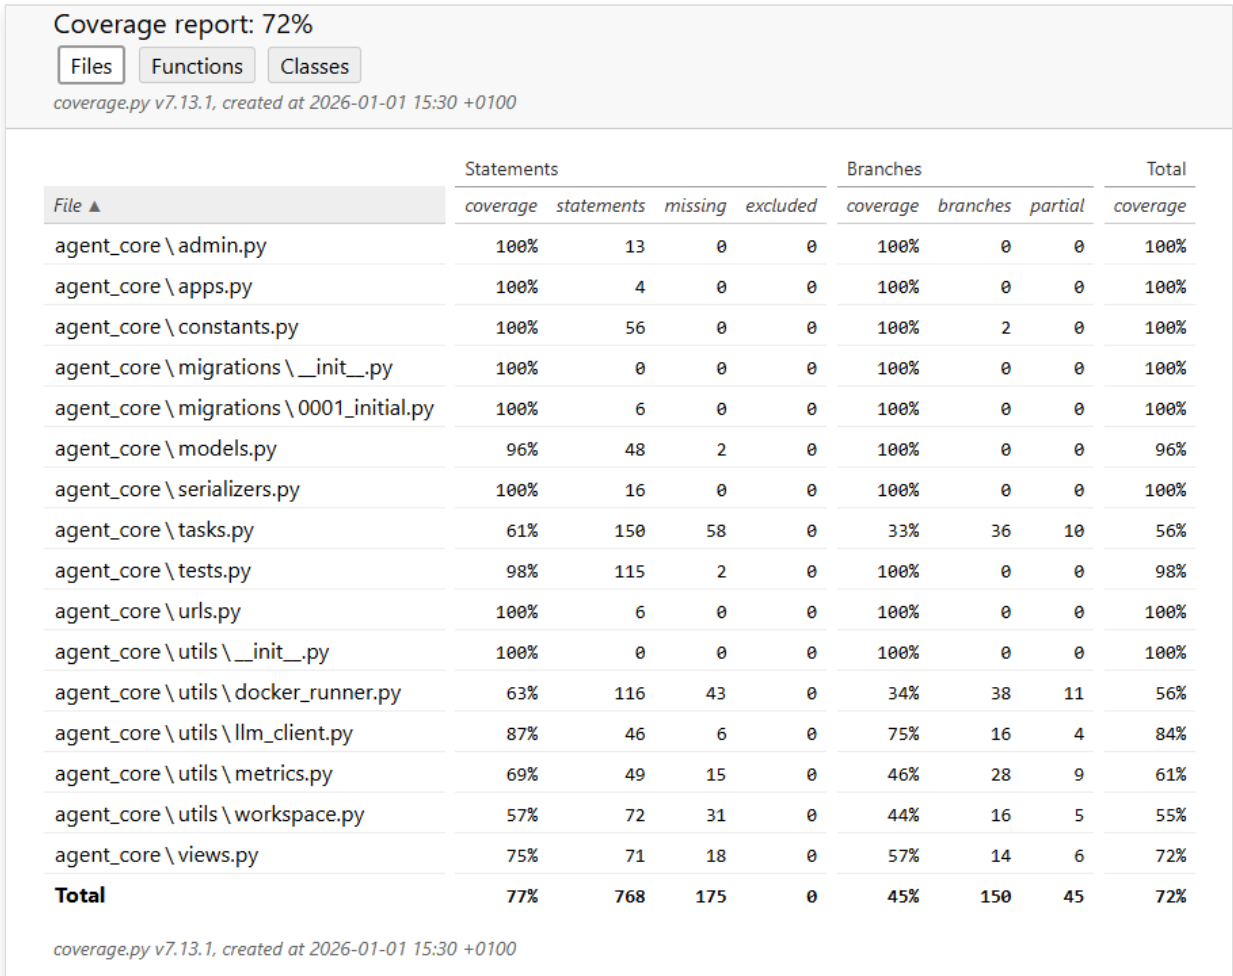 Coverage report: 72%
Files Functions Classes
coverage.py v7.13.1, created at 2026-01-01 15:30 +0100
Statements Branches Total
File ▲ coverage statements missing excluded coverage branches partial coverage
agent_core \ admin.py 100% 13 0 0 100% 0 0 100%
agent_core \ apps.py 100% 4 0 0 100% 0 0 100%
agent_core \ constants.py 100% 56 0 0 100% 2 0 100%
agent_core \ migrations \ __init__.py 100% 0 0 0 100% 0 0 100%
agent_core \ migrations \ 0001_initial.py 100% 6 0 0 100% 0 0 100%
agent_core \ models.py 96% 48 2 0 100% 0 0 96%
agent_core \ serializers.py 100% 16 0 0 100% 0 0 100%
agent_core \ tasks.py 61% 150 58 0 33% 36 10 56%
agent_core \ tests.py 98% 115 2 0 100% 0 0 98%
agent_core \ urls.py 100% 6 0 0 100% 0 0 100%
agent_core \ utils \ __init__.py 100% 0 0 0 100% 0 0 100%
agent_core \ utils \ docker_runner.py 63% 116 43 0 34% 38 11 56%
agent_core \ utils \ llm_client.py 87% 46 6 0 75% 16 4 84%
agent_core \ utils \ metrics.py 69% 49 15 0 46% 28 9 61%
agent_core \ utils \ workspace.py 57% 72 31 0 44% 16 5 55%
agent_core \ views.py 75% 71 18 0 57% 14 6 72%
Total 77% 768 175 0 45% 150 45 72%
coverage.py v7.13.1, created at 2026-01-01 15:30 +0100